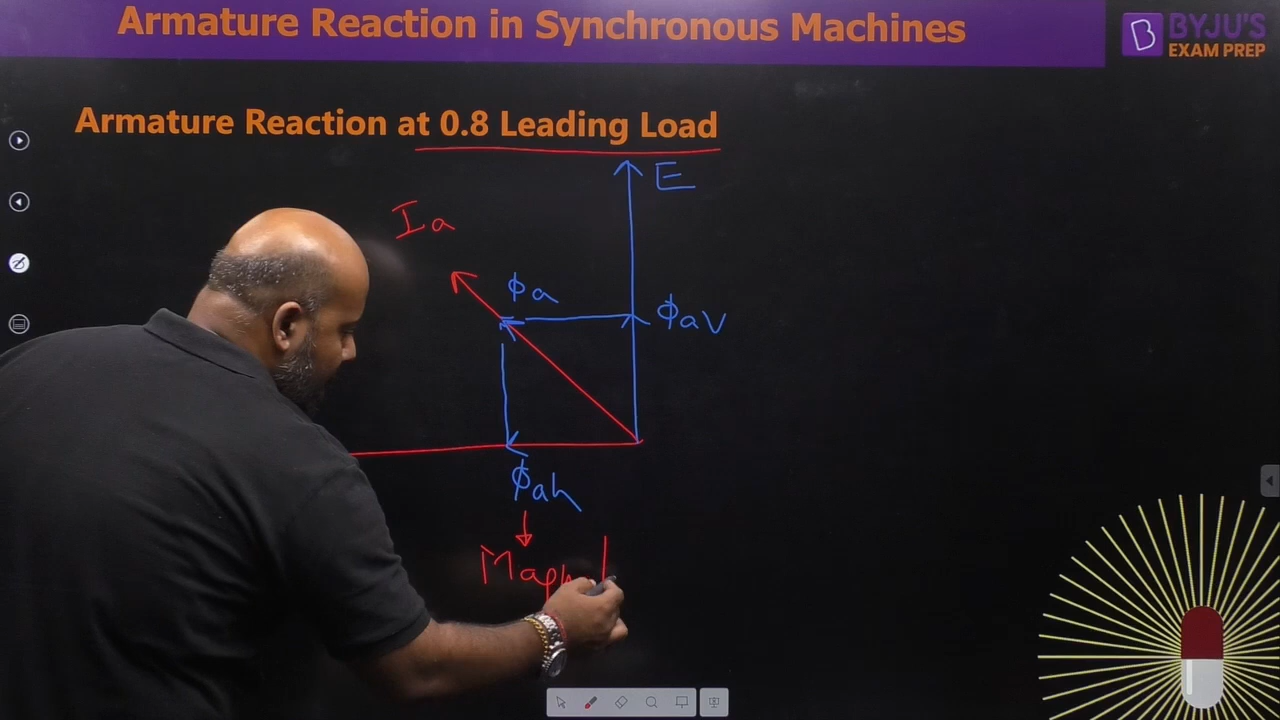 Armature Reaction in Synchronous Machines
BYJU'S
EXAM PREP
Armature Reaction at 0.8 Leading Load
E
Ia
ϕa
ϕav
ϕah